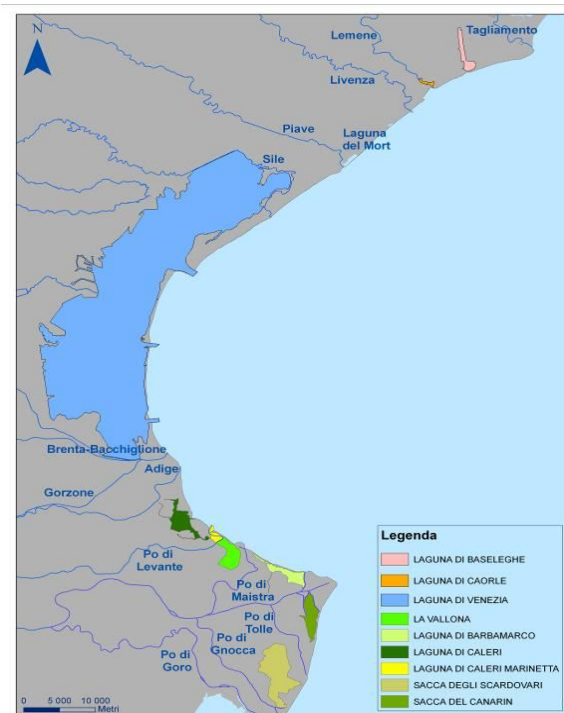 N
Lemene
Tagliamento
Livenza
Piave
Laguna
del Mort
Sile
Brenta-Bacchiglione
Adige
Gorzone
Po di
Levante
Po di
Maistra
Po di
Tolle
Po di
Gnocca
Po di
Goro
Legenda
LAGUNA DI BASELEGHE
LAGUNA DI CAORLE
LAGUNA DI VENEZIA
LA VALLONA
LAGUNA DI BARBAMARCO
LAGUNA DI CALERI
LAGUNA DI CALERI MARINETTA
SACCA DEGLI SCARDOVARI
SACCA DEL CANARIN
0 5 000 10 000
Metri